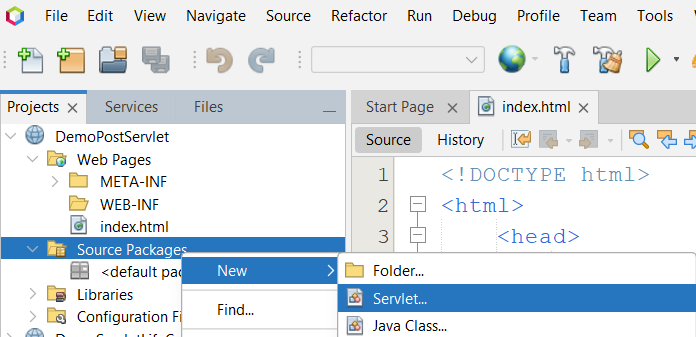 File Edit View Navigate Source Refactor Run Debug Profile Team Tools
Projects Services Files
Start Page index.html
Source History
DemoPostServlet
Web Pages
META-INF
WEB-INF
index.html
Source Packages
<default pac
Libraries
Configuration Fi
1 <!DOCTYPE html>
2 <html>
3 <head>
New
Find...
Folder...
Servlet...
Java Class...